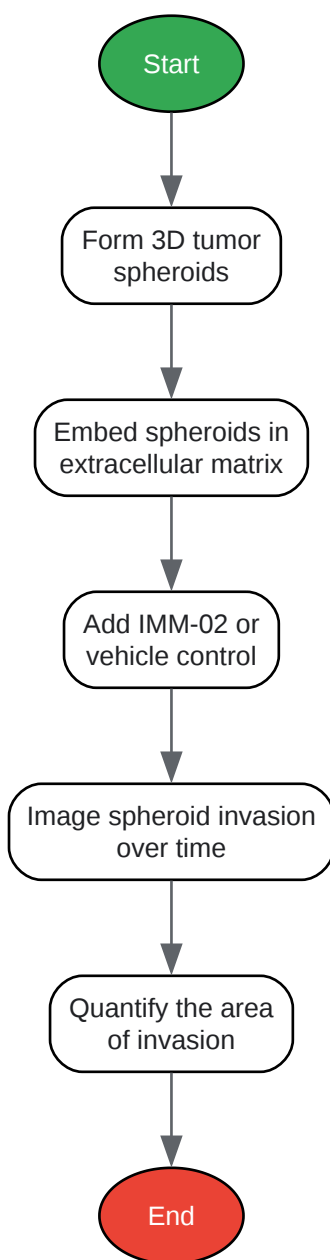 Start
Form 3D tumor
spheroids
Embed spheroids in
extracellular matrix
Add IMM-02 or
vehicle control
Image spheroid invasion
over time
Quantify the area
of invasion
End